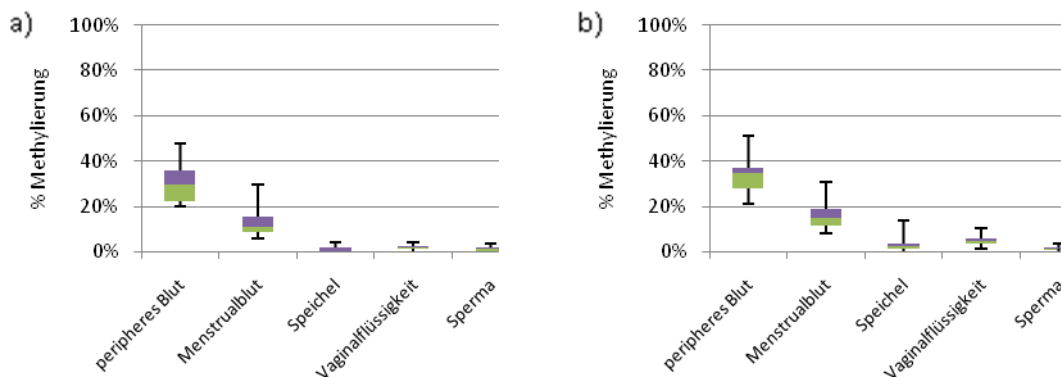 a)
% Methylierung
100%
80%
60%
40%
20%
0%
peripheres Blut
Menstrualblut
Speichel
Vaginalflüssigkeit
Sperma
b)
% Methylierung
100%
80%
60%
40%
20%
0%
peripheres Blut
Menstrualblut
Speichel
Vaginalflüssigkeit
Sperma